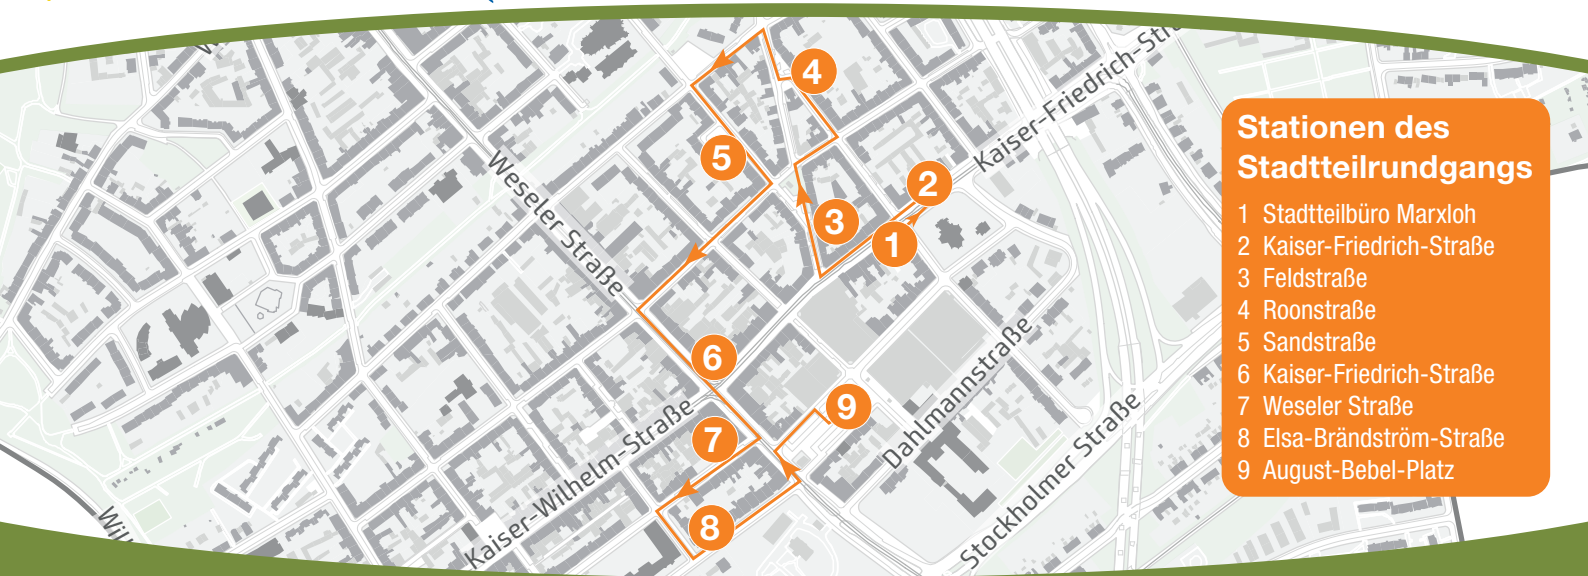 Weseler Straße
Kaiser-Friedrich-Str
Kaiser-Wilhelm-Straße
Dahlmannstraße
Stockholmer Straße
Wil
4
5
2
3
1
6
9
7
8
Stationen des
Stadtteilrundgangs
1 Stadtteilbüro Marxloh
2 Kaiser-Friedrich-Straße
3 Feldstraße
4 Roonstraße
5 Sandstraße
6 Kaiser-Friedrich-Straße
7 Weseler Straße
8 Elsa-Brändström-Straße
9 August-Bebel-Platz